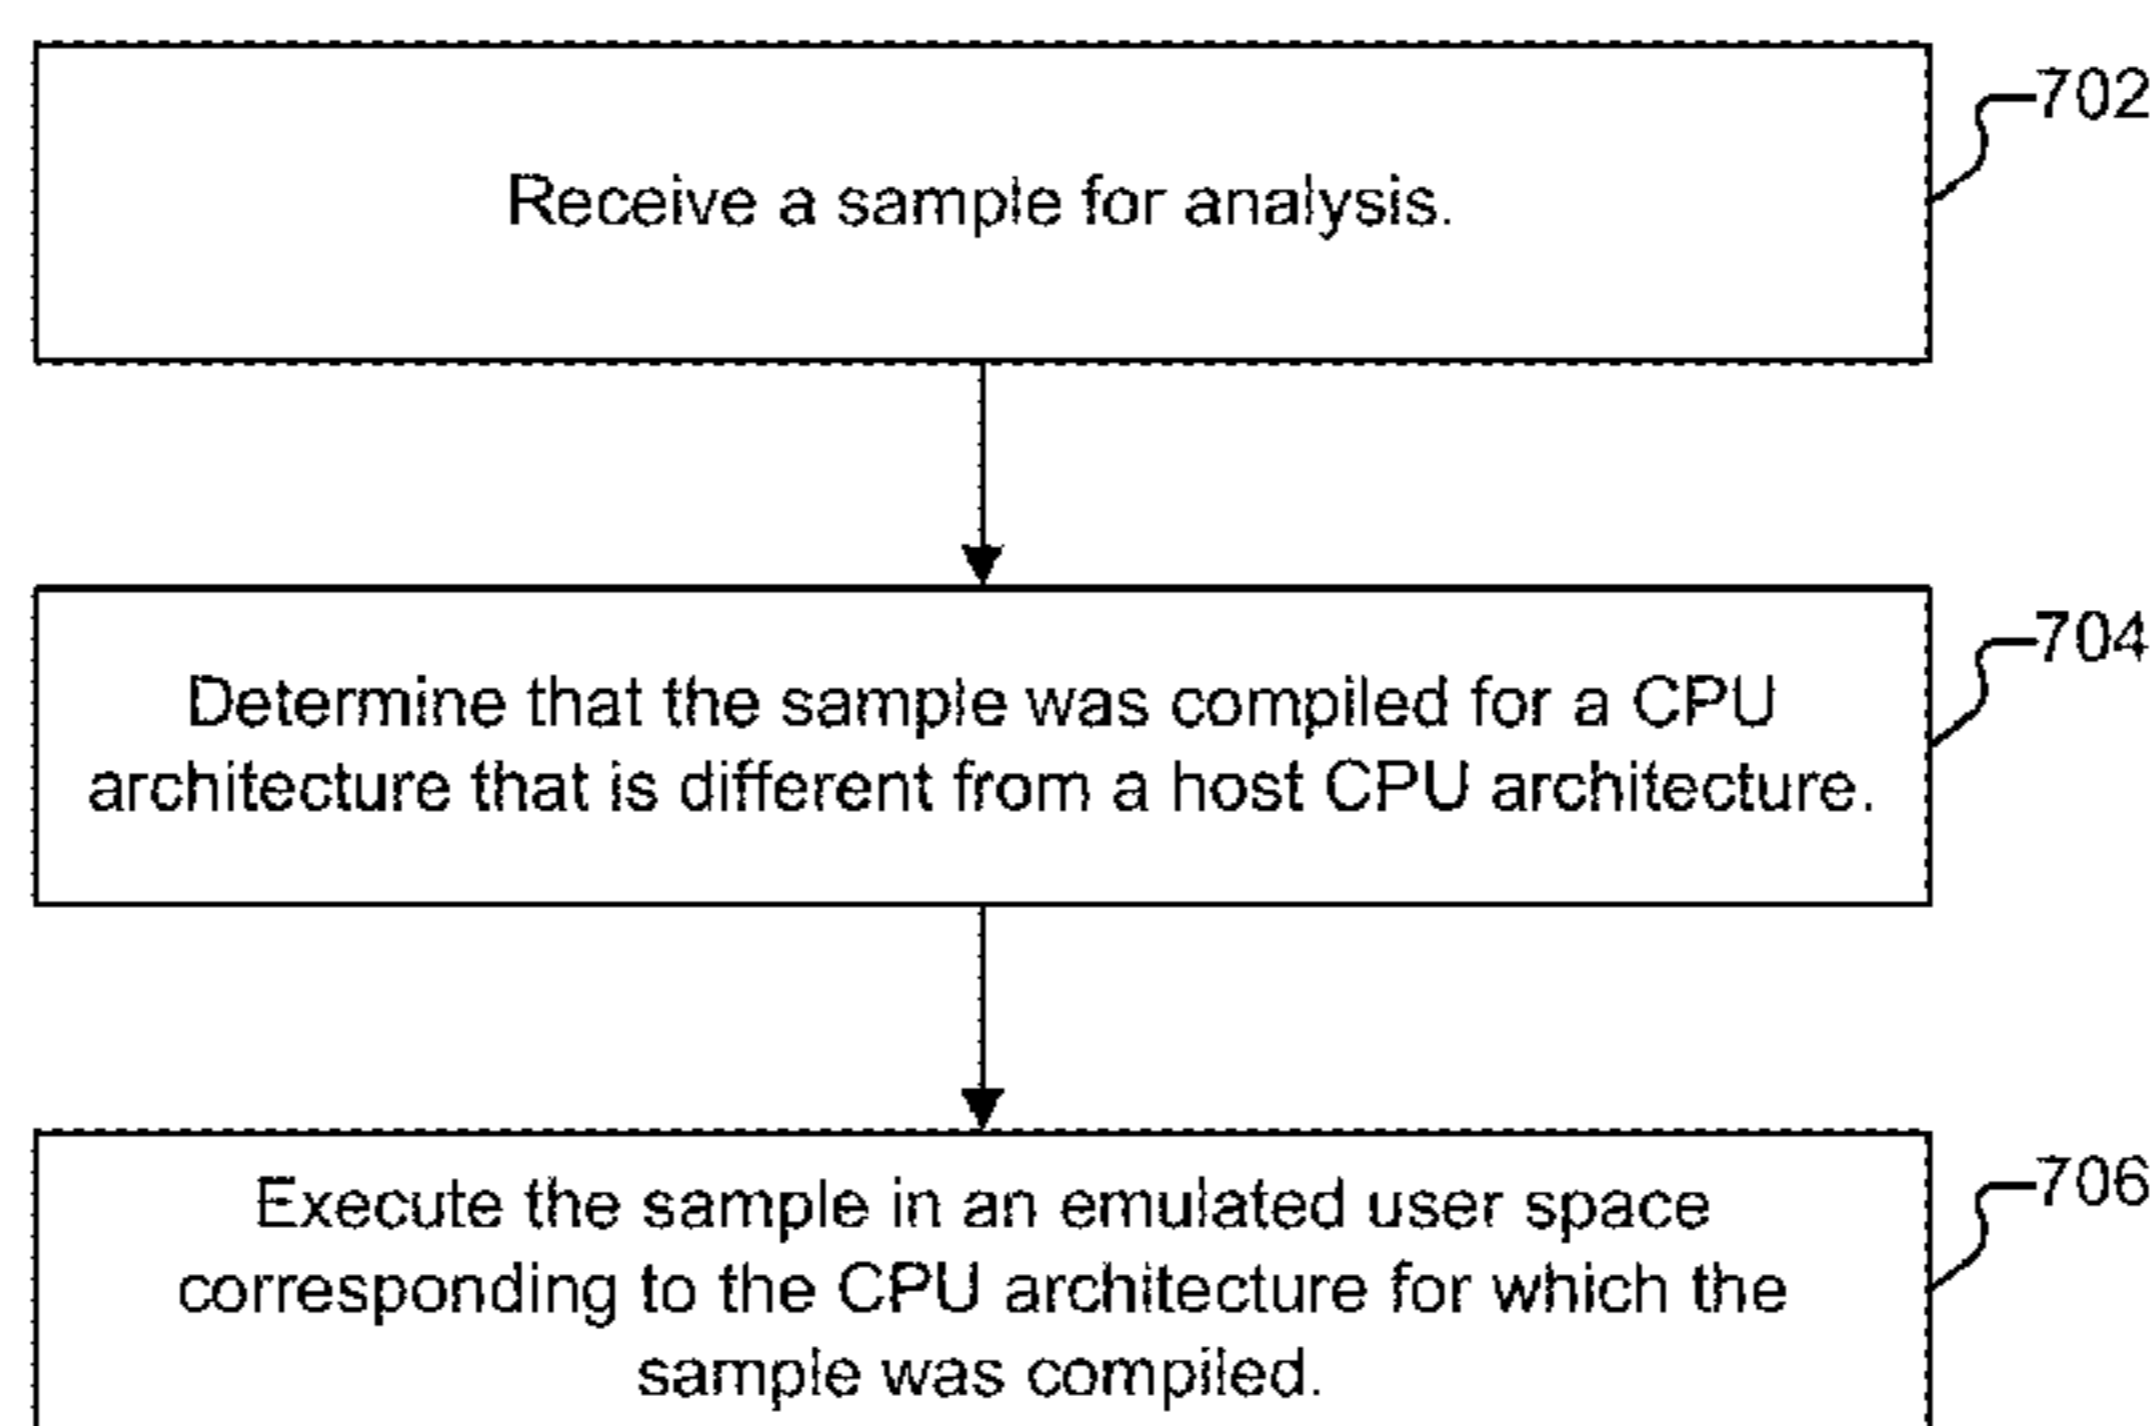 702
Receive a sample for analysis.
704
Determine that the sample was compiled for a CPU
architecture that is different from a host CPU architecture.
706
Execute the sample in an emulated user space
corresponding to the CPU architecture for which the
sample was compiled.